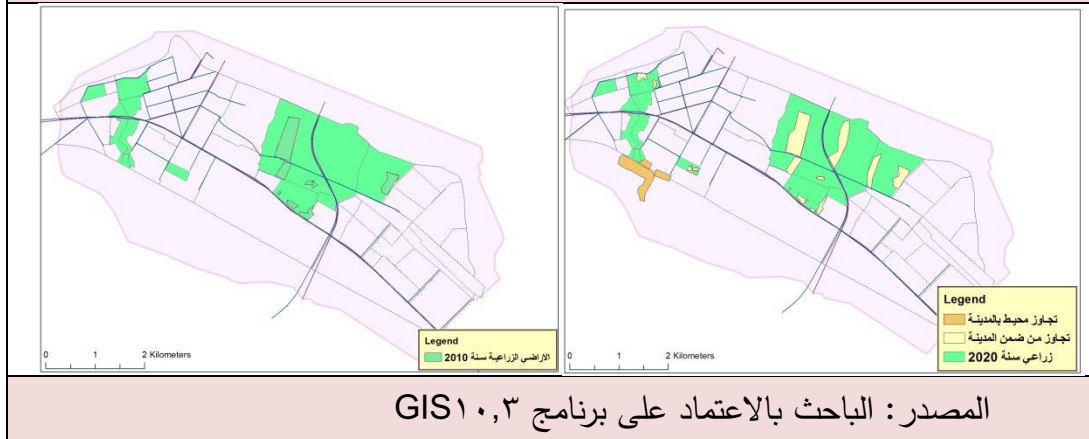 Legend
الاراضي الزراعية سنة 2010
0 1 2 Kilometers
Legend
تجاوز محيط بالمدينة
تجاوز من ضمن المدينة
زراعي سنة 2020
0 1 2 Kilometers
المصدر: الباحث بالاعتماد على برنامج GIS١٠,٣